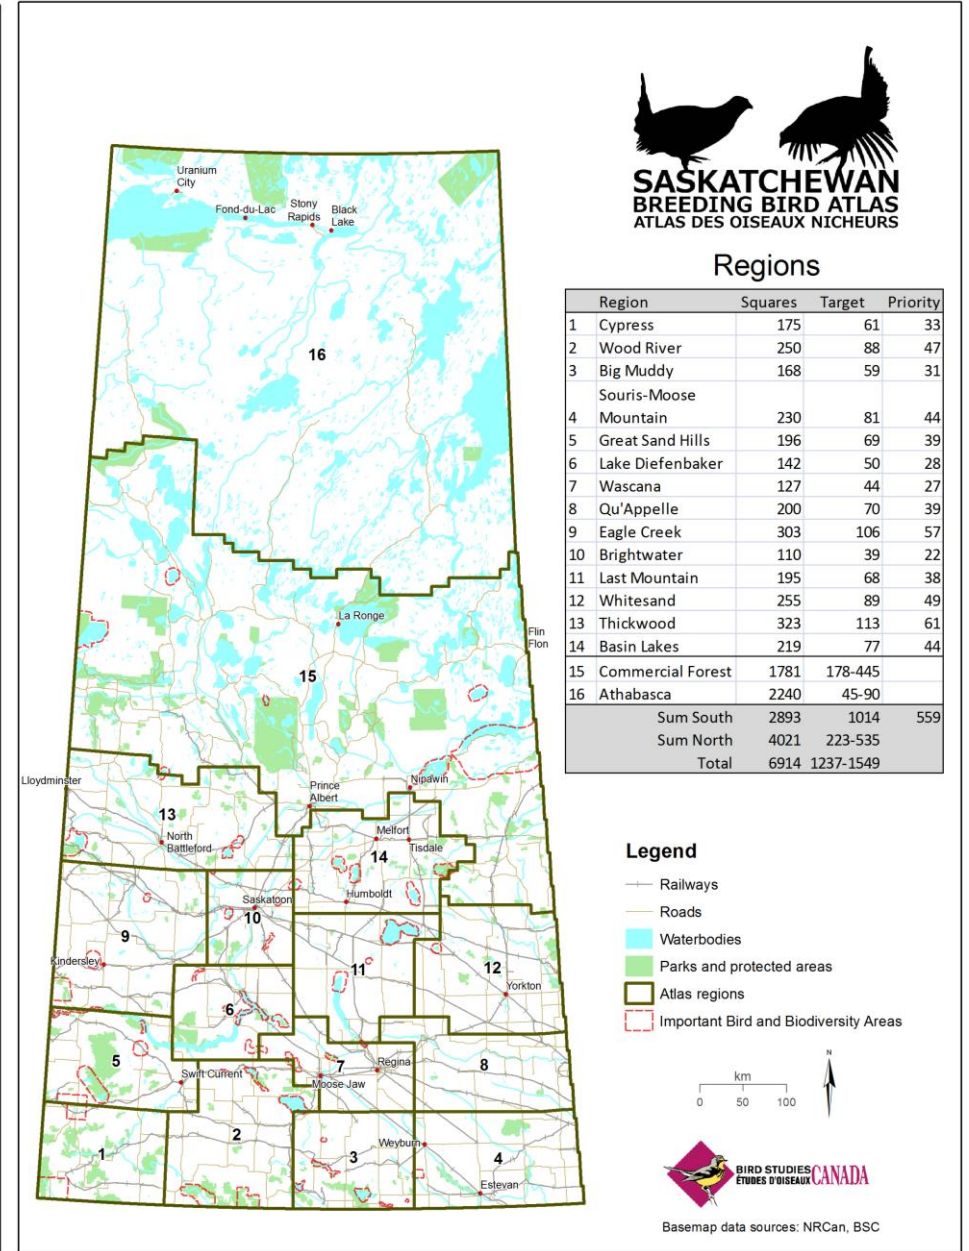 SASKATCHEWAN
BREEDING BIRD ATLAS
ATLAS DES OISEAUX NICHEURS
Regions
Region Squares Target Priority
1 Cypress 175 61 33
2 Wood River 250 88 47
3 Big Muddy 168 59 31
Souris-Moose
4 Mountain 230 81 44
5 Great Sand Hills 196 69 39
6 Lake Diefenbaker 142 50 28
7 Wascana 127 44 27
8 Qu'Appelle 200 70 39
9 Eagle Creek 303 106 57
10 Brightwater 110 39 22
11 Last Mountain 195 68 38
12 Whitesand 255 89 49
13 Thickwood 323 113 61
14 Basin Lakes 219 77 44
15 Commercial Forest 1781 178-445
16 Athabasca 2240 45-90
Sum South 2893 1014 559
Sum North 4021 223-535
Total 6914 1237-1549
Uranium
City
Fond-du-Lac
Stony
Rapids
Black
Lake
16
La Ronge
Flin
Flon
15
Lloydminster
Prince
Albert
Nipawin
13
North
Battleford
Melfort
Tisdale
14
Humboldt
Saskatoon
10
9
Kindersley
11
12
Yorkton
6
5
Swift Current
7
Regina
Moose Jaw
8
1
2
3
Weyburn
4
Estevan
Legend
Railways
Roads
Waterbodies
Parks and protected areas
Atlas regions
Important Bird and Biodiversity Areas
km
0 50 100
N
BIRD STUDIES
ÉTUDES D'OISEAUX CANADA
Basemap data sources: NRCan, BSC